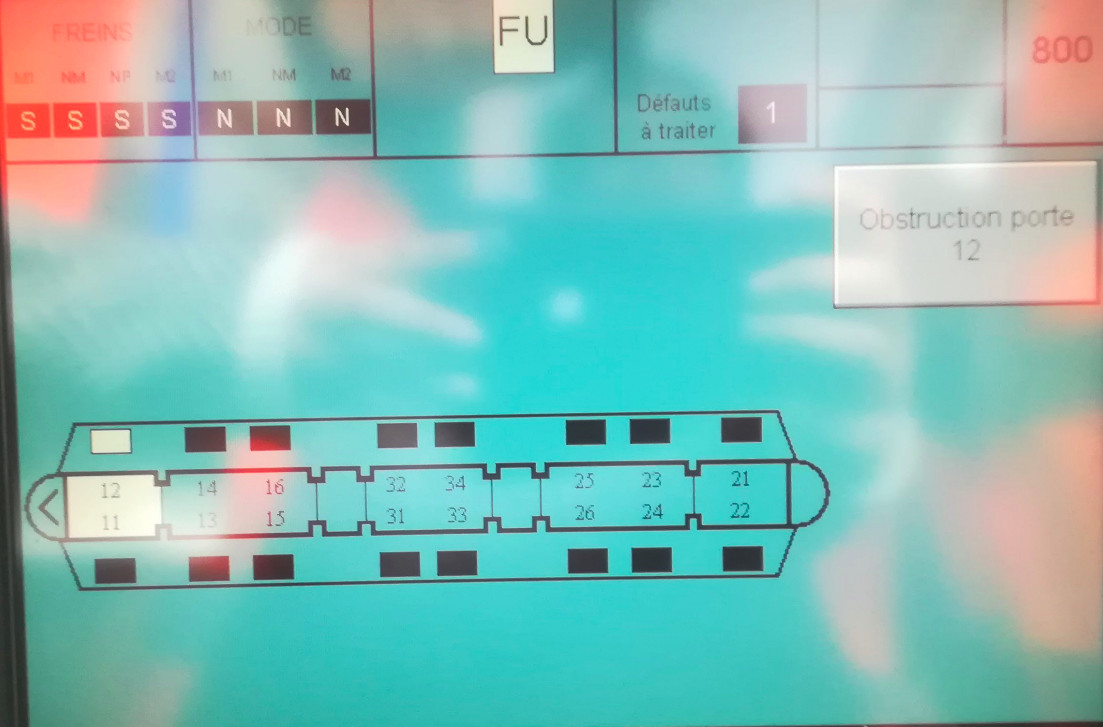 FREINS
MODE
FU
800
M1 NM NP M2
M1 NM M2
S S S S
N N N
Défauts
à traiter
1
Obstruction porte
12
12 14 16 32 34 25 23 21
11 13 15 31 33 26 24 22